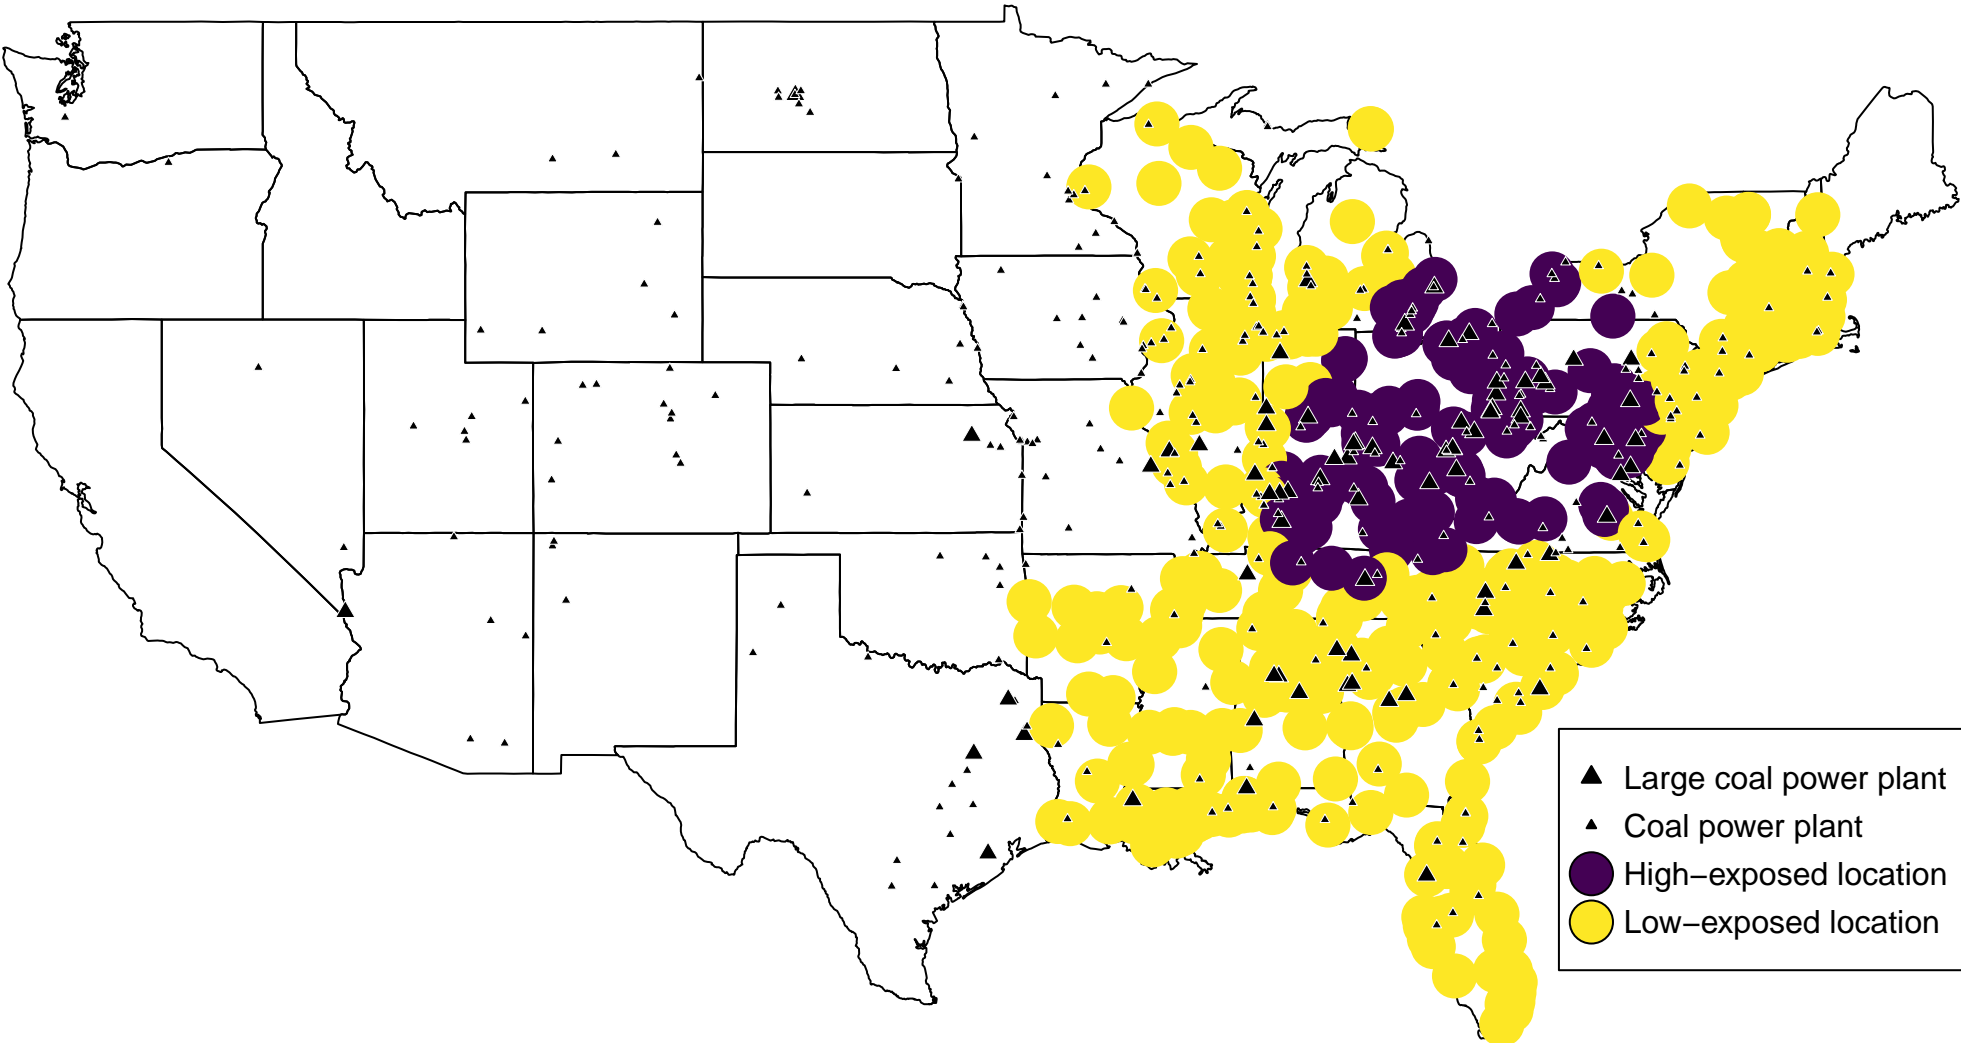 Large coal power plant
Coal power plant
High−exposed location
Low−exposed location